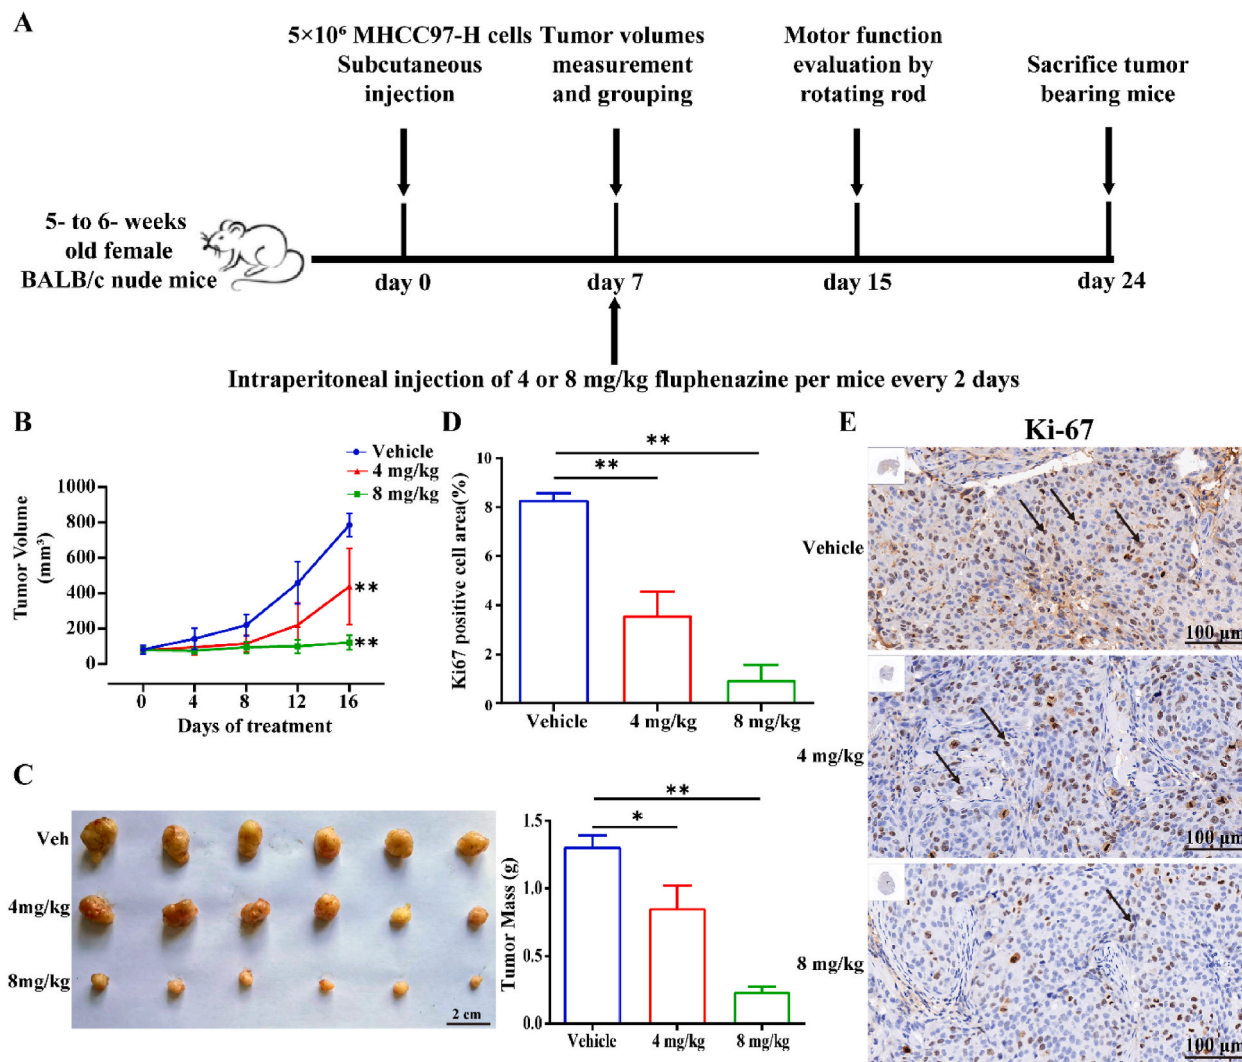 A
5×10⁶ MHCC97-H cells
Subcutaneous
injection
Tumor volumes
measurement
and grouping
Motor function
evaluation by
rotating rod
Sacrifice tumor
bearing mice
5- to 6- weeks
old female
BALB/c nude mice
day 0
day 7
day 15
day 24
Intraperitoneal injection of 4 or 8 mg/kg fluphenazine per mice every 2 days
B
Vehicle
4 mg/kg
8 mg/kg
Tumor Volume
(mm³)
1000
800
600
400
200
0
**
**
0
4
8
12
16
Days of treatment
D
**
**
Ki67 positive cell area(%)
10
8
6
4
2
0
Vehicle
4 mg/kg
8 mg/kg
E
Ki-67
Vehicle
100 μm
4 mg/kg
100 μm
8 mg/kg
100 μm
C
Veh
4mg/kg
8mg/kg
2 cm
**
*
Tumor Mass (g)
1.5
1.0
0.5
0.0
Vehicle
4 mg/kg
8 mg/kg